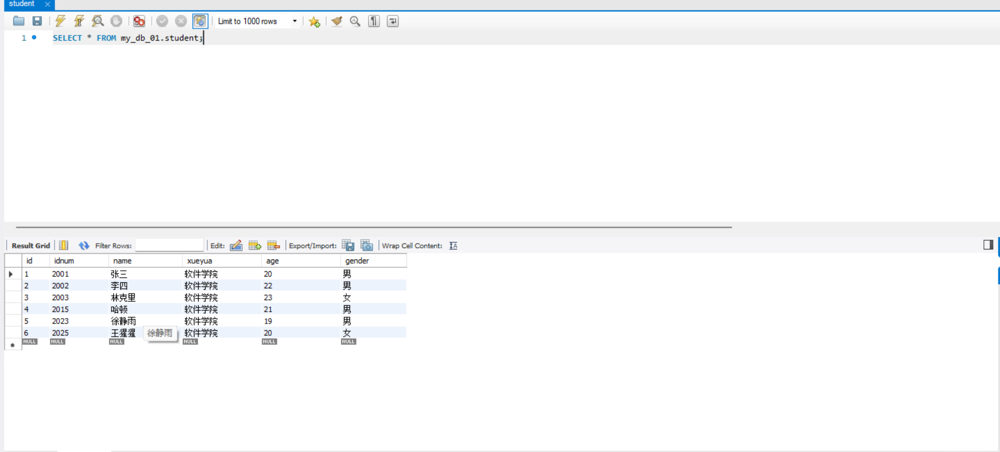 student
Limit to 1000 rows
1 SELECT * FROM my_db_01.student;
Result Grid Filter Rows: Edit: Export/Import: Wrap Cell Content:
id idnum name xueyua age gender
1 2001 张三 软件学院 20 男
2 2002 李四 软件学院 22 男
3 2003 林克里 软件学院 23 女
4 2015 哈顿 软件学院 21 男
5 2023 徐静雨 软件学院 19 男
6 2025 王猩猩 徐静雨 软件学院 20 女
NULL NULL NULL NULL NULL NULL